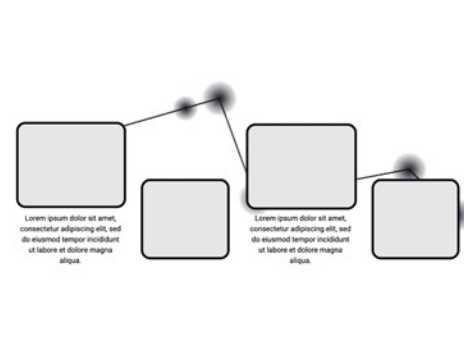 Lorem ipsum dolor sit amet,
consectetur adipiscing elit, sed
do eiusmod tempor incididunt
ut labore et dolore magna
aliqua.
Lorem ipsum dolor sit amet,
consectetur adipiscing elit, sed
do eiusmod tempor incididunt
ut labore et dolore magna
aliqua.